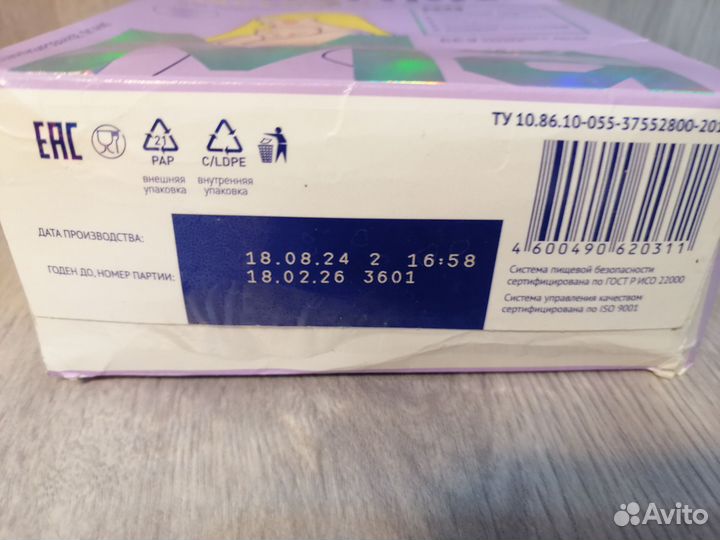 ТУ 10.86.10-055-37552800-201
EAC
21
PAP
C/LDPE
внешняя
упаковка
внутренняя
упаковка
ДАТА ПРОИЗВОДСТВА:
18.08.24 2 16:58
ГОДЕН ДО, НОМЕР ПАРТИИ:
18.02.26 3601
4 600490 620311
Система пищевой безопасности
сертифицирована по ГОСТ Р ИСО 22000
Система управления качеством
сертифицирована по ISO 9001
Avito